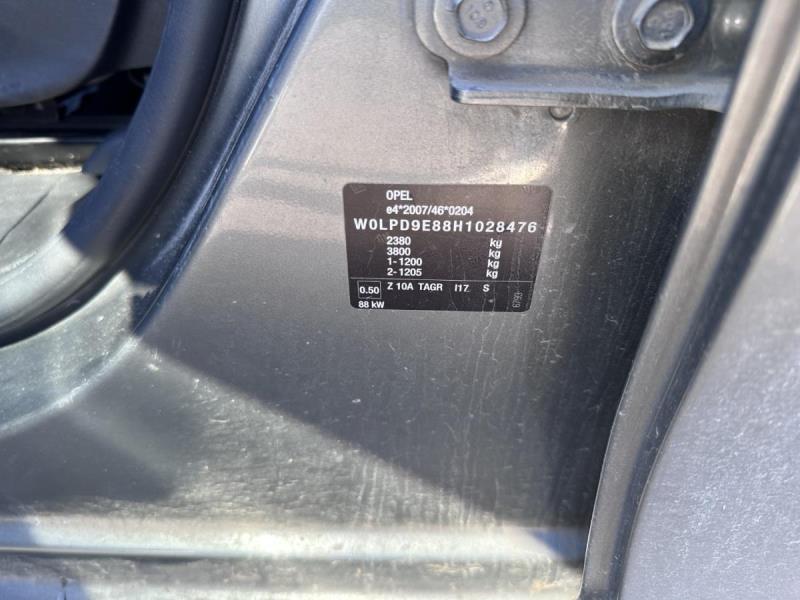 OPEL
e4*2007/46*0204
W0LPD9E88H1028476
2380 kg
3800 kg
1-1200 kg
2-1205 kg
0.50 Z 10A TAGR I17 S
88 kW